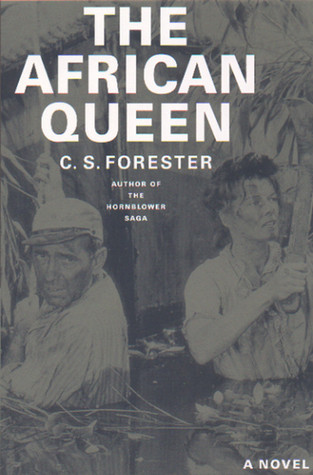 THE
AFRICAN
QUEEN
C. S. FORESTER
AUTHOR OF
THE
HORNBLOWER
SAGA
A NOVEL